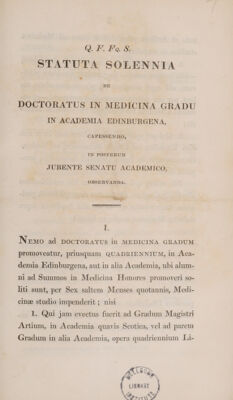 Q. F. Fq. S.
STATUTA SOLENNIA
DE
DOCTORATUS IN MEDICINA GRADU
IN ACADEMIA EDINBURGENA,
CAPESSENDO,
IN POSTERUM
JUBENTE SENATU ACADEMICO,
OBSERVANDA.
I.
NEMO ad DOCTORATUS in MEDICINA GRADUM
promoveatur, priusquam QUADRIENNIUM, in Aca-
demia Edinburgena, aut in alia Academia, ubi alum-
ni ad Summos in Medicina Honores promoveri so-
liti sunt, per Sex saltem Menses quotannis, Medi-
cinæ studio impenderit ; nisi
1. Qui jam evectus fuerit ad Gradum Magistri
Artium, in Academia quavis Scotica, vel ad parem
Gradum in alia Academia, opera quadriennium Li-
LIBRARY